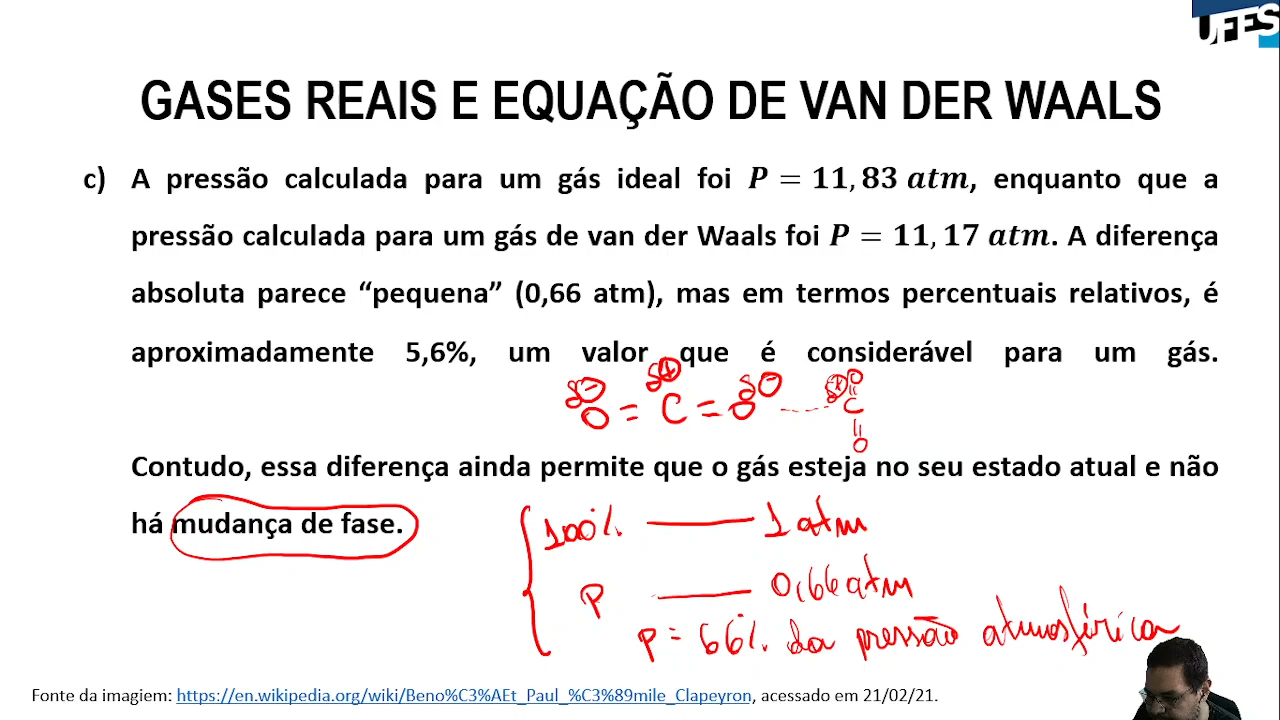 UFES
GASES REAIS E EQUAÇÃO DE VAN DER WAALS
c) A pressão calculada para um gás ideal foi P = 11,83 atm, enquanto que a
pressão calculada para um gás de van der Waals foi P = 11,17 atm. A diferença
absoluta parece “pequena” (0,66 atm), mas em termos percentuais relativos, é
aproximadamente 5,6%, um valor que é considerável para um gás.
δ- δ+ δ- δ+ O
O = C = O ...... C
O
Contudo, essa diferença ainda permite que o gás esteja no seu estado atual e não
há mudança de fase.
100% — 1 atm
P — 0,66 atm
P = 66% da pressão atmosférica
Fonte da imagiem: https://en.wikipedia.org/wiki/Beno%C3%AEt_Paul_%C3%89mile_Clapeyron, acessado em 21/02/21.